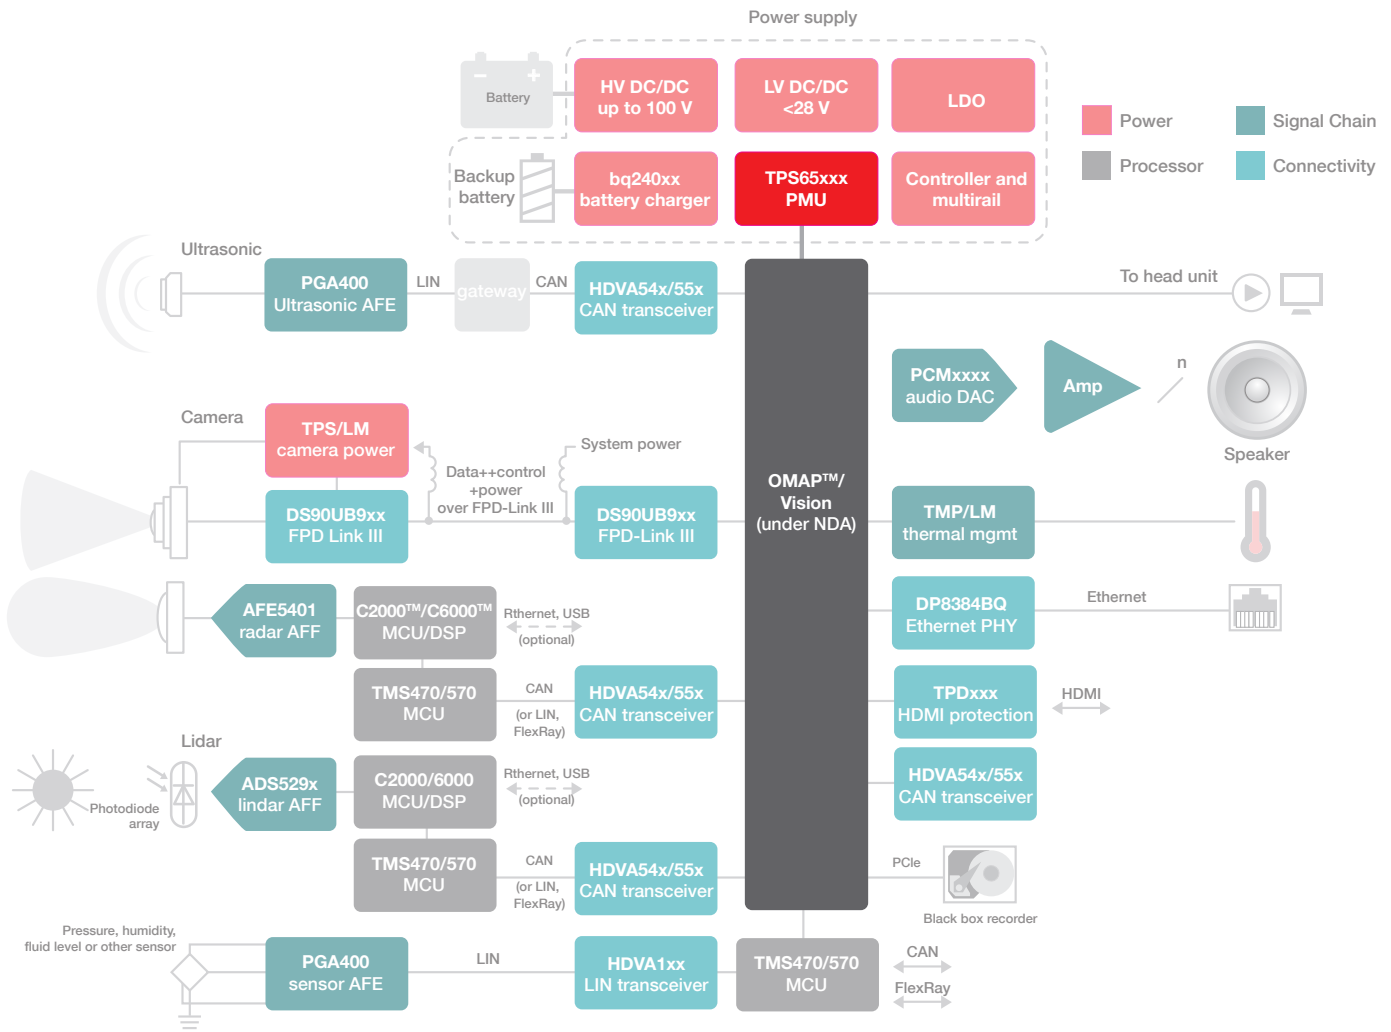 Power supply
Battery
HV DC/DC
up to 100 V
LV DC/DC
<28 V
LDO
Power
Signal Chain
Processor
Connectivity
Backup
battery
bq240xx
battery charger
TPS65xxx
PMU
Controller and
multirail
Ultrasonic
PGA400
Ultrasonic AFE
LIN
gateway
CAN
HDVA54x/55x
CAN transceiver
To head unit
PCMxxxx
audio DAC
Amp
n
Speaker
Camera
TPS/LM
camera power
System power
Data++control
+power
over FPD-Link III
DS90UB9xx
FPD Link III
DS90UB9xx
FPD-Link III
OMAP™/
Vision
(under NDA)
TMP/LM
thermal mgmt
AFE5401
radar AFF
C2000™/C6000™
MCU/DSP
Rthernet, USB
(optional)
DP8384BQ
Ethernet PHY
Ethernet
TMS470/570
MCU
CAN
(or LIN,
FlexRay)
HDVA54x/55x
CAN transceiver
TPDxxx
HDMI protection
HDMI
Lidar
Photodiode
array
ADS529x
lindar AFF
C2000/6000
MCU/DSP
Rthernet, USB
(optional)
HDVA54x/55x
CAN transceiver
TMS470/570
MCU
CAN
(or LIN,
FlexRay)
HDVA54x/55x
CAN transceiver
PCIe
Black box recorder
Pressure, humidity,
fluid level or other sensor
PGA400
sensor AFE
LIN
HDVA1xx
LIN transceiver
TMS470/570
MCU
CAN
FlexRay